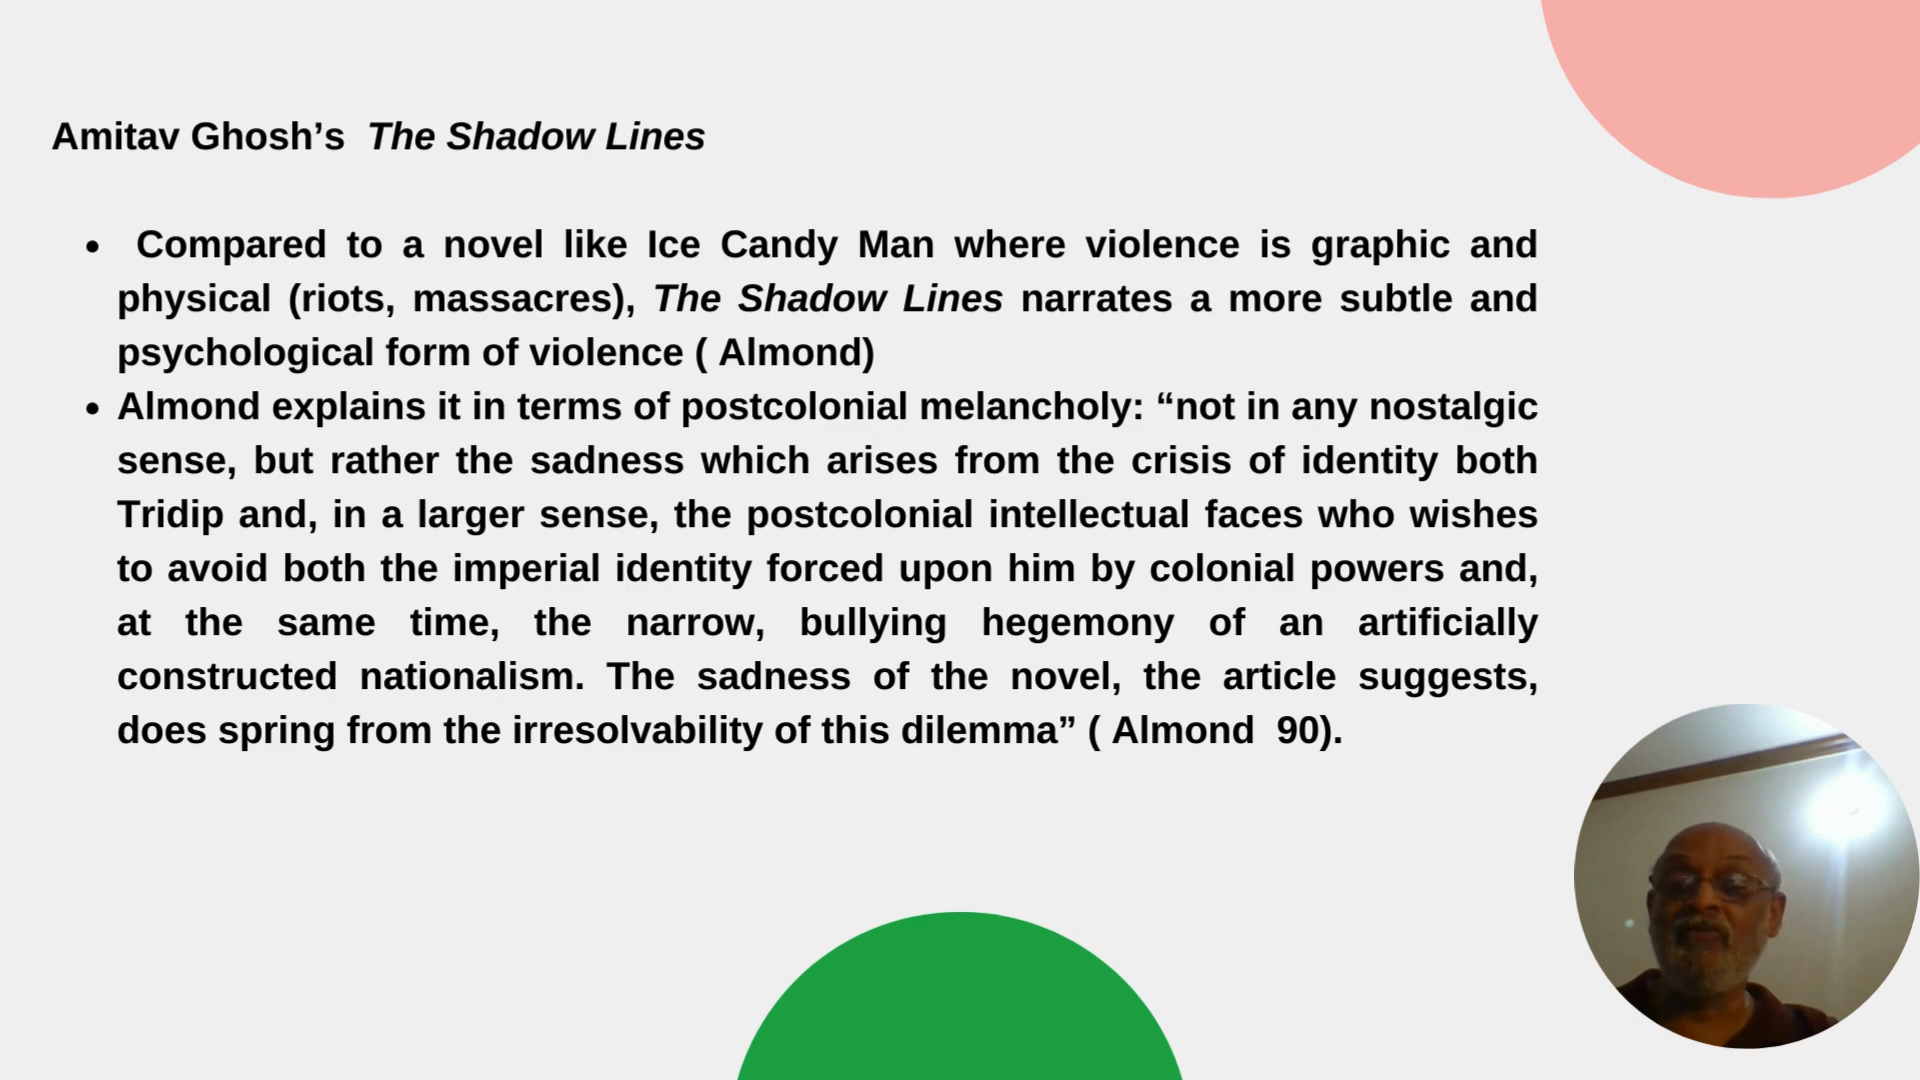 Amitav Ghosh’s The Shadow Lines
• Compared to a novel like Ice Candy Man where violence is graphic and
physical (riots, massacres), The Shadow Lines narrates a more subtle and
psychological form of violence ( Almond)
• Almond explains it in terms of postcolonial melancholy: “not in any nostalgic
sense, but rather the sadness which arises from the crisis of identity both
Tridip and, in a larger sense, the postcolonial intellectual faces who wishes
to avoid both the imperial identity forced upon him by colonial powers and,
at the same time, the narrow, bullying hegemony of an artificially
constructed nationalism. The sadness of the novel, the article suggests,
does spring from the irresolvability of this dilemma” ( Almond 90).